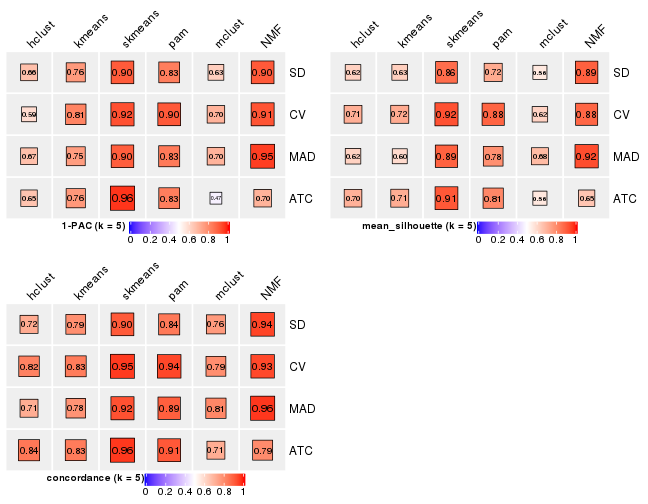 hclust kmeans skmeans pam mclust NMF
0.66 0.76 0.90 0.83 0.63 0.90 SD
0.59 0.81 0.92 0.90 0.70 0.91 CV
0.67 0.75 0.90 0.83 0.70 0.95 MAD
0.65 0.76 0.96 0.83 0.47 0.70 ATC
1-PAC (k = 5)
0 0.2 0.4 0.6 0.8 1
hclust kmeans skmeans pam mclust NMF
0.62 0.63 0.86 0.72 0.56 0.89 SD
0.71 0.72 0.92 0.88 0.62 0.88 CV
0.62 0.60 0.89 0.78 0.68 0.92 MAD
0.70 0.71 0.91 0.81 0.56 0.65 ATC
mean_silhouette (k = 5)
0 0.2 0.4 0.6 0.8 1
hclust kmeans skmeans pam mclust NMF
0.72 0.79 0.90 0.84 0.76 0.94 SD
0.82 0.83 0.95 0.94 0.79 0.93 CV
0.71 0.78 0.92 0.89 0.81 0.96 MAD
0.84 0.83 0.96 0.91 0.71 0.79 ATC
concordance (k = 5)
0 0.2 0.4 0.6 0.8 1